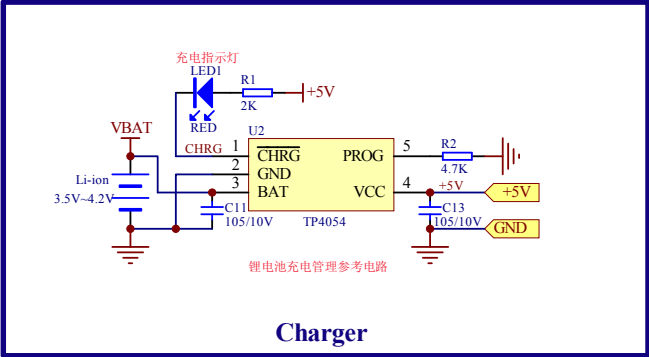 充电指示灯
LED1
R1
+5V
2K
RED
VBAT
U2
CHRG
1
CHRG
PROG
5
R2
2
GND
4.7K
Li-ion
3
BAT
VCC
4
+5V
+5V
3.5V~4.2V
C11
C13
105/10V
TP4054
105/10V
GND
锂电池充电管理参考电路
Charger